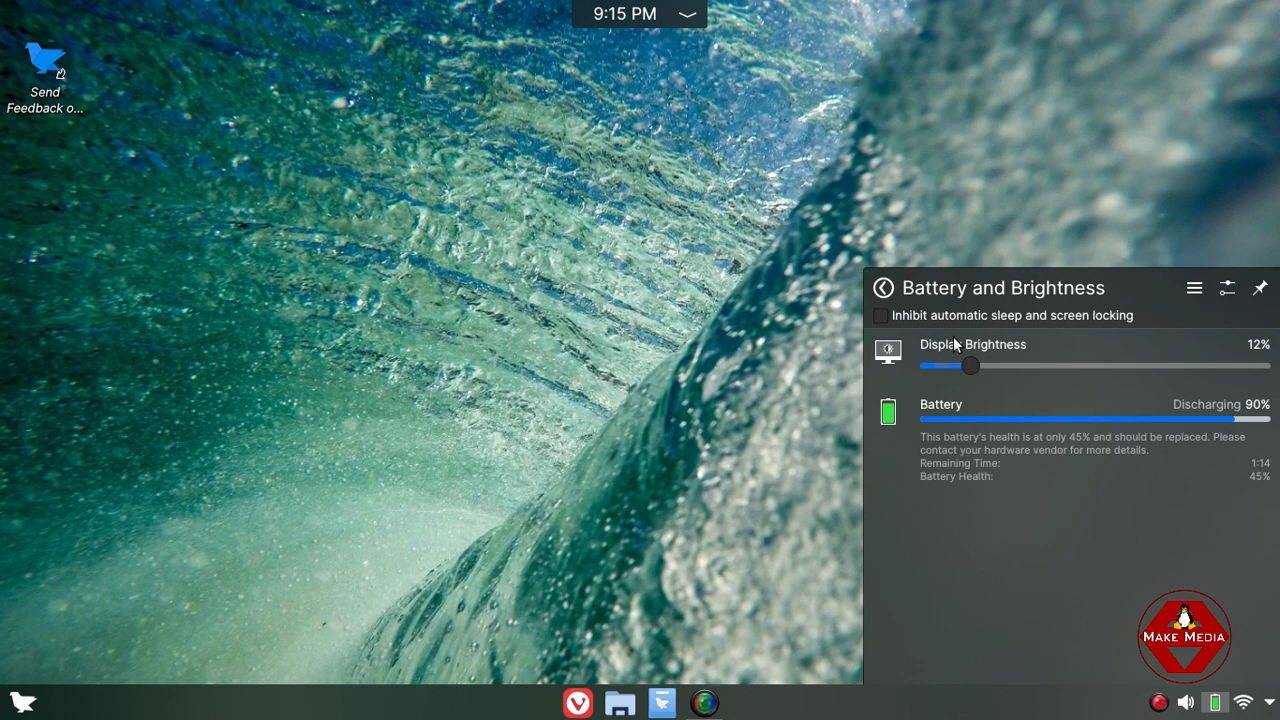 9:15 PM
Send
Feedback o...
Battery and Brightness
Inhibit automatic sleep and screen locking
Display Brightness 12%
Battery Discharging 90%
This battery's health is at only 45% and should be replaced. Please
contact your hardware vendor for more details.
Remaining Time: 1:14
Battery Health: 45%
MAKE MEDIA